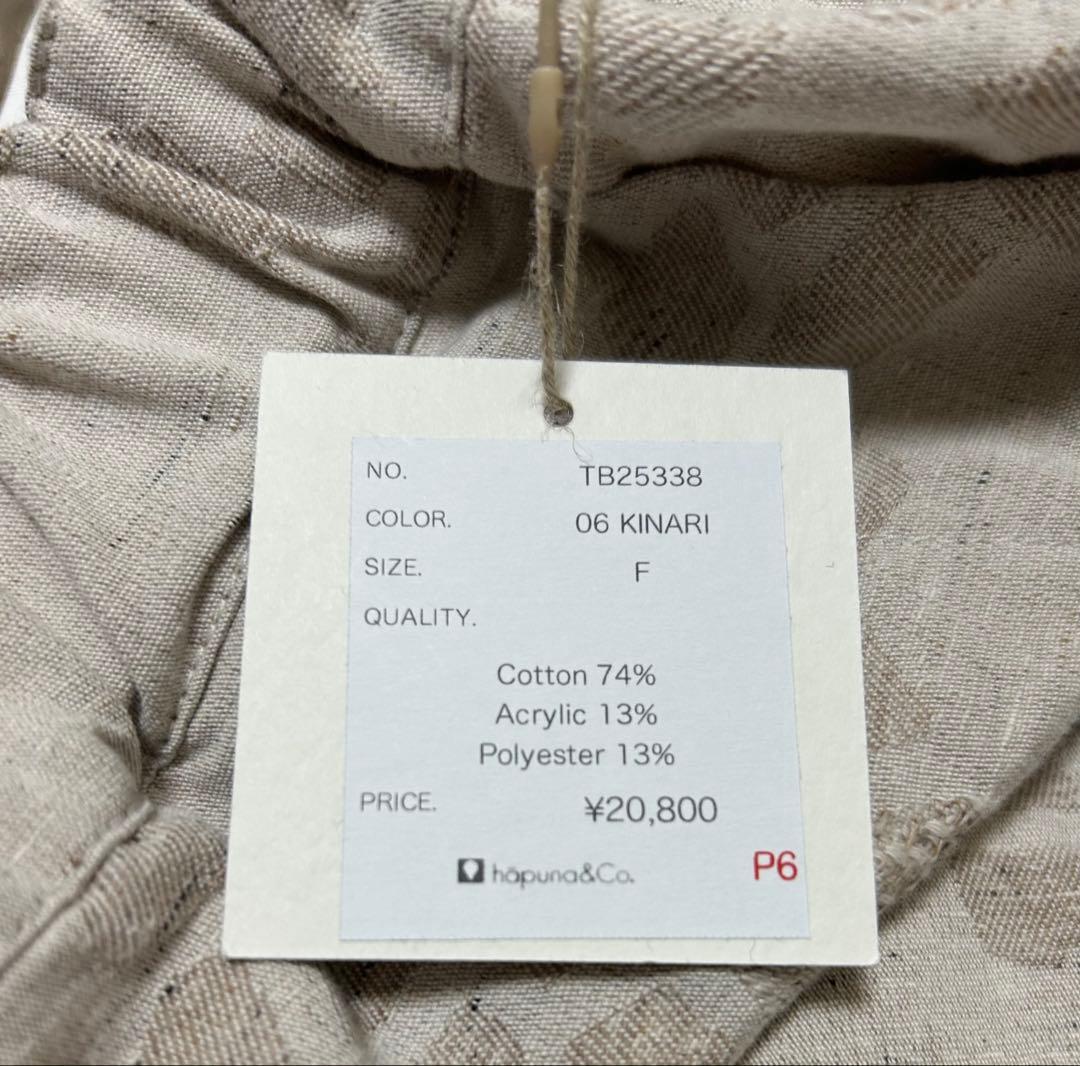 NO. TB25338
COLOR. 06 KINARI
SIZE. F
QUALITY.
Cotton 74%
Acrylic 13%
Polyester 13%
PRICE. ¥20,800
hāpuna&Co.
P6